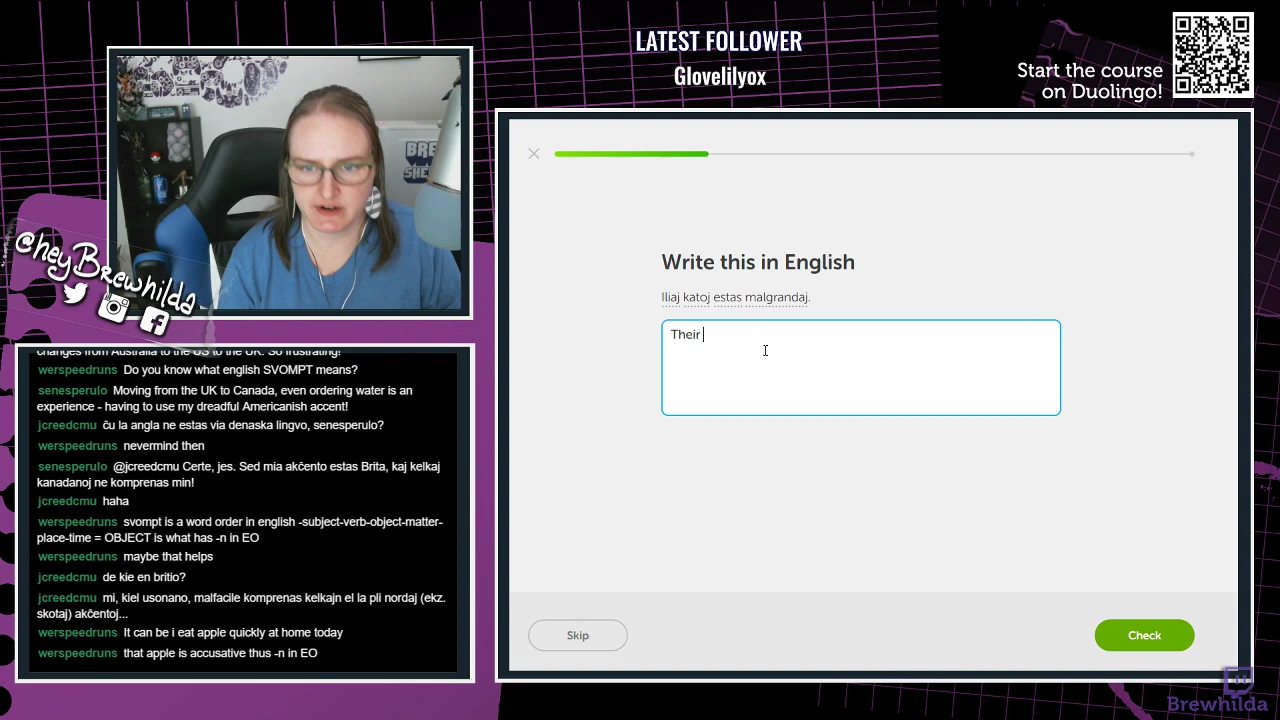 LATEST FOLLOWER
Glovelilyox
Start the course
on Duolingo!
BRE
SHE
@heyBrewhilda
Write this in English
Iliaj katoj estas malgrandaj.
Their
Skip
Check
changes from Australia to the US to the UK. So frustrating!
werspeedruns Do you know what english SVOMPT means?
senesperulo Moving from the UK to Canada, even ordering water is an
experience - having to use my dreadful Americanish accent!
jcreedcmu ĉu la angla ne estas via denaska lingvo, senesperulo?
werspeedruns nevermind then
senesperulo @jcreedcmu Certe, jes. Sed mia akĉento estas Brita, kaj kelkaj
kanadanoj ne komprenas min!
jcreedcmu haha
werspeedruns svompt is a word order in english -subject-verb-object-matter-
place-time = OBJECT is what has -n in EO
werspeedruns maybe that helps
jcreedcmu de kie en britio?
jcreedcmu mi, kiel usonano, malfacile komprenas kelkajn el la pli nordaj (ekz.
skotaj) akĉentoj...
werspeedruns It can be i eat apple quickly at home today
werspeedruns that apple is accusative thus -n in EO
Brewhilda